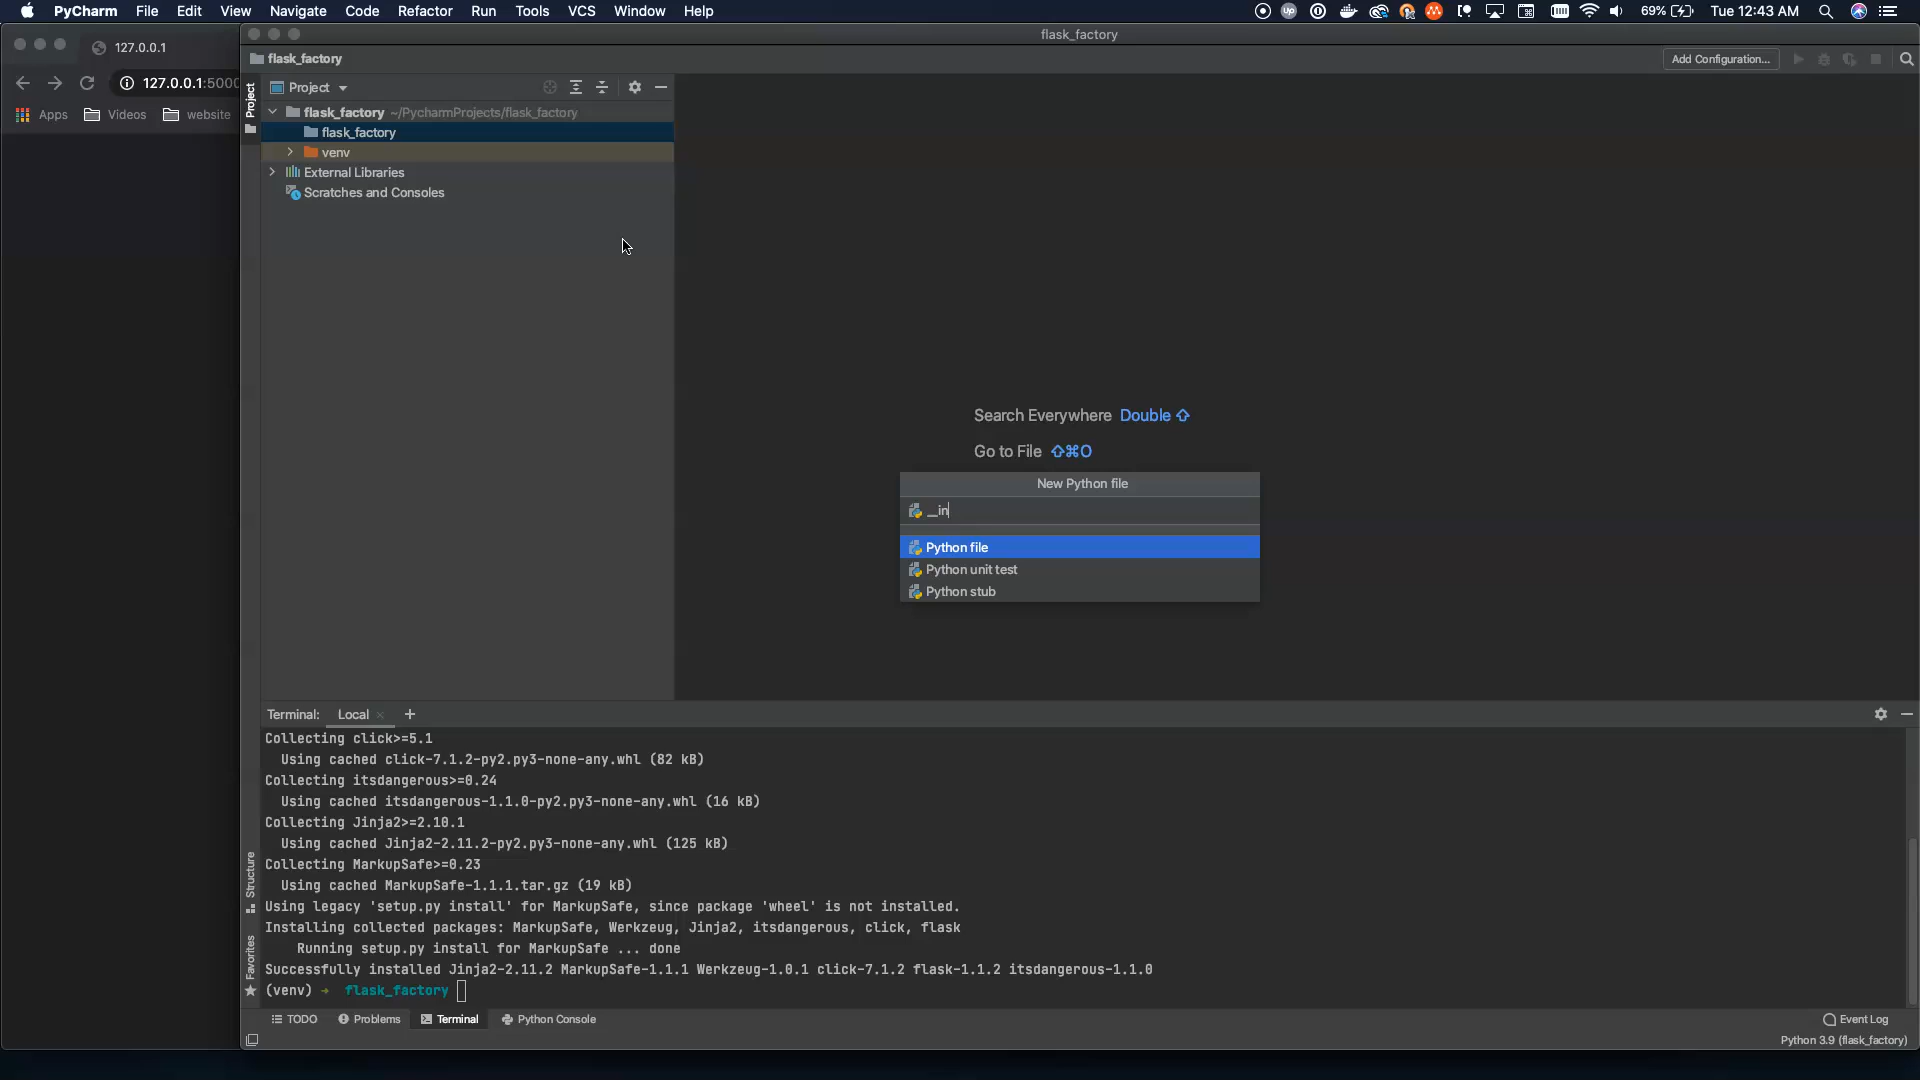 PyCharm File Edit View Navigate Code Refactor Run Tools VCS Window Help
Up 69% Tue 12:43 AM
127.0.0.1
flask_factory
127.0.0.1:5000
flask_factory
Add Configuration...
Apps Videos website
Project
Project
flask_factory ~/PycharmProjects/flask_factory
flask_factory
venv
External Libraries
Scratches and Consoles
Search Everywhere Double ⇧
Go to File ⇧⌘O
New Python file
__in
Python file
Python unit test
Python stub
Terminal: Local × +
Collecting click>=5.1
Using cached click-7.1.2-py2.py3-none-any.whl (82 kB)
Collecting itsdangerous>=0.24
Using cached itsdangerous-1.1.0-py2.py3-none-any.whl (16 kB)
Collecting Jinja2>=2.10.1
Using cached Jinja2-2.11.2-py2.py3-none-any.whl (125 kB)
Collecting MarkupSafe>=0.23
Using cached MarkupSafe-1.1.1.tar.gz (19 kB)
Using legacy 'setup.py install' for MarkupSafe, since package 'wheel' is not installed.
Installing collected packages: MarkupSafe, Werkzeug, Jinja2, itsdangerous, click, flask
Running setup.py install for MarkupSafe ... done
Successfully installed Jinja2-2.11.2 MarkupSafe-1.1.1 Werkzeug-1.0.1 click-7.1.2 flask-1.1.2 itsdangerous-1.1.0
(venv) → flask_factory
Structure
Favorites
TODO Problems Terminal Python Console
Event Log
Python 3.9 (flask_factory)